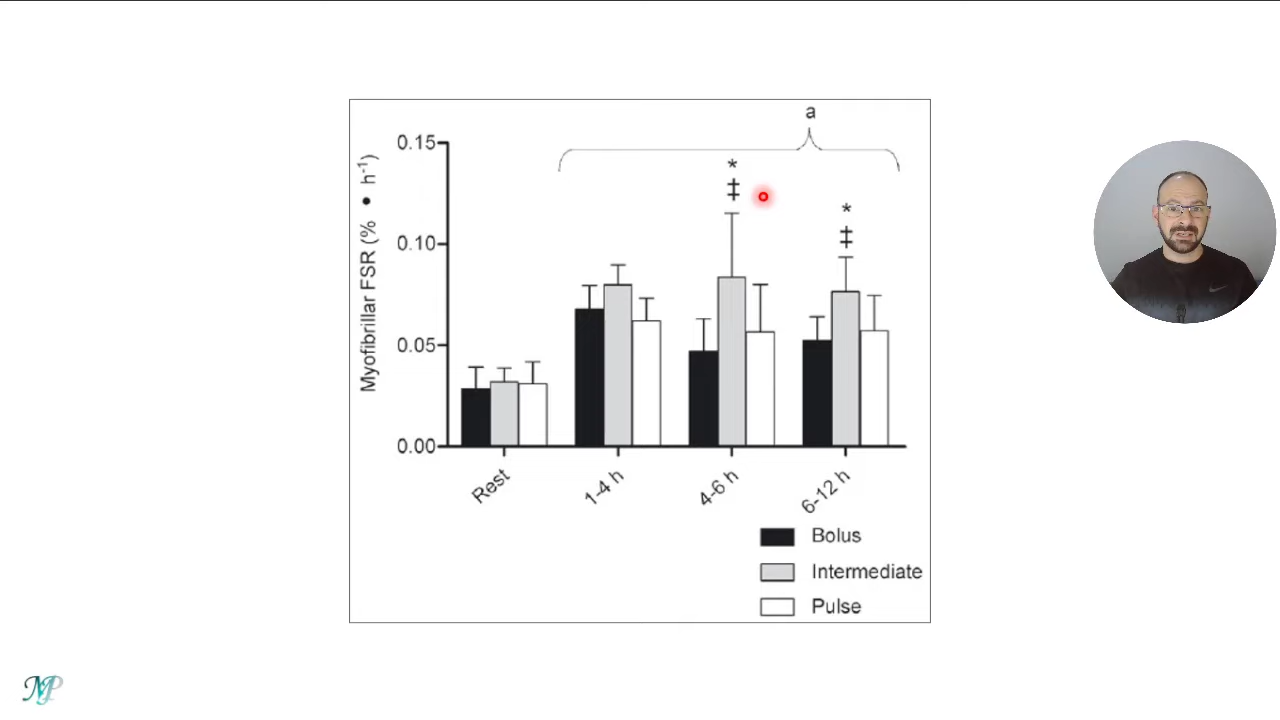 a
0.15
*
‡
*
0.10
‡
Myofibrillar FSR (% • h-1)
0.05
0.00
Rest
1-4 h
4-6 h
6-12 h
Bolus
Intermediate
Pulse
MP